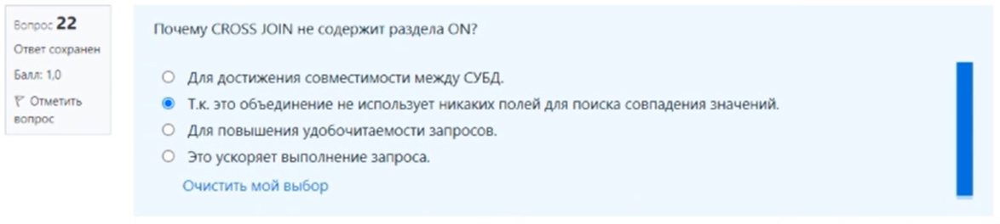 Вопрос 22
Ответ сохранен
Балл: 1,0
Отметить
вопрос
Почему CROSS JOIN не содержит раздела ON?
Для достижения совместимости между СУБД.
Т.к. это объединение не использует никаких полей для поиска совпадения значений.
Для повышения удобочитаемости запросов.
Это ускоряет выполнение запроса.
Очистить мой выбор